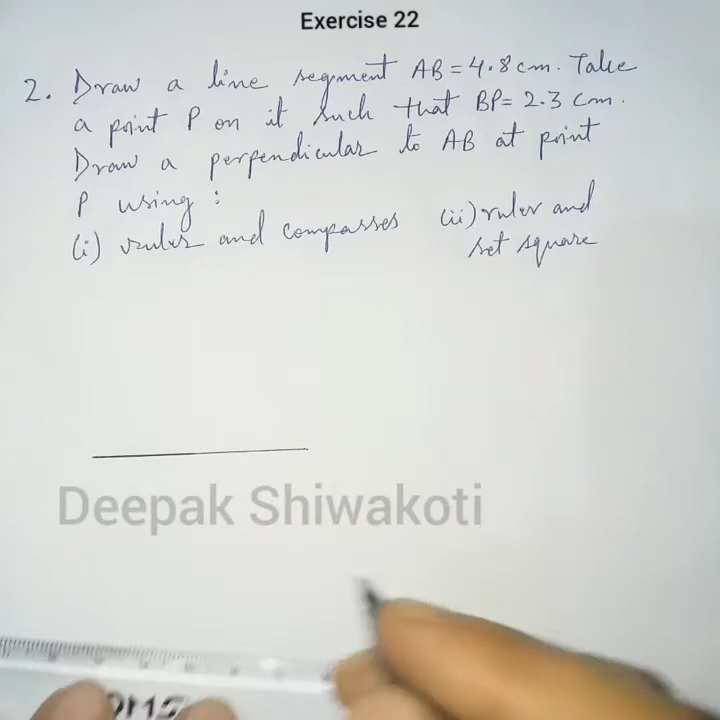 Exercise 22
2. Draw a line segment AB = 4.8 cm. Take
a point P on it such that BP = 2.3 cm.
Draw a perpendicular to AB at point
P using :
(i) ruler and compasses (ii) ruler and
set square
Deepak Shiwakoti